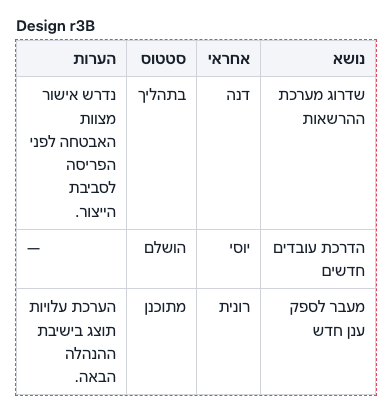 Design r3B
נושא אחראי סטטוס הערות
שדרוג מערכת דנה בתהליך נדרש אישור
ההרשאות מצוות
האבטחה לפני
הפריסה
לסביבת
הייצור.
הדרכת עובדים יוסי הושלם —
חדשים
מעבר לספק רונית מתוכנן הערכת עלויות
ענן חדש תוצג בישיבת
ההנהלה
הבאה.